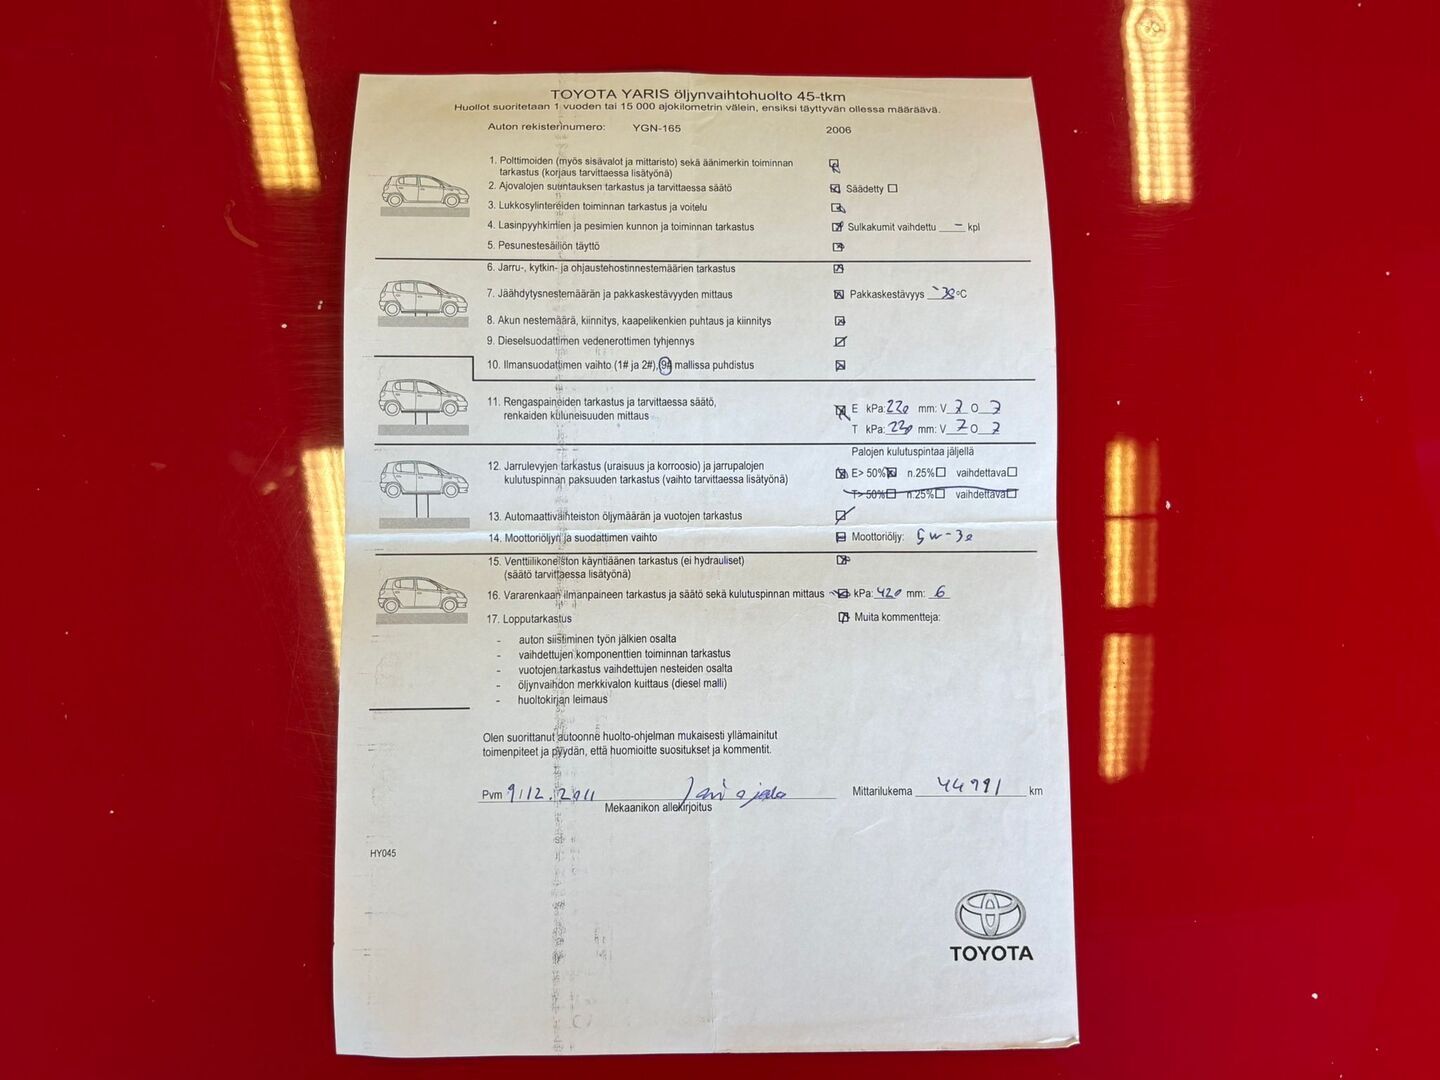 TOYOTA YARIS öljynvaihtohuolto 45-tkm
Huollot suoritetaan 1 vuoden tai 15 000 ajokilometrin välein, ensiksi täyttyvän ollessa määräävä.
Auton rekisterinumero: YGN-165 2006
1. Polttimoiden (myös sisävalot ja mittaristo) sekä äänimerkin toiminnan
tarkastus (korjaus tarvittaessa lisätyönä)
2. Ajovalojen suuntauksen tarkastus ja tarvittaessa säätö Säädetty
3. Lukkosylintereiden toiminnan tarkastus ja voitelu
4. Lasinpyyhkimien ja pesimien kunnon ja toiminnan tarkastus Sulkakumit vaihdettu - kpl
5. Pesunestesäiliön täyttö
6. Jarru-, kytkin- ja ohjaustehostinnestemäärien tarkastus
7. Jäähdytysnestemäärän ja pakkaskestävyyden mittaus Pakkaskestävyys -38 °C
8. Akun nestemäärä, kiinnitys, kaapelikenkien puhtaus ja kiinnitys
9. Dieselsuodattimen vedenerottimen tyhjennys
10. Ilmansuodattimen vaihto (1# ja 2#), 9# mallissa puhdistus
11. Rengaspaineiden tarkastus ja tarvittaessa säätö, E kPa: 220 mm: V 7 O 7
renkaiden kuluneisuuden mittaus T kPa: 220 mm: V 7 O 7
Palojen kulutuspintaa jäljellä
12. Jarrulevyjen tarkastus (uraisuus ja korroosio) ja jarrupalojen E> 50% n.25% vaihdettava
kulutuspinnan paksuuden tarkastus (vaihto tarvittaessa lisätyönä)
T> 50% n.25% vaihdettava
13. Automaattivaihteiston öljymäärän ja vuotojen tarkastus
14. Moottoriöljyn ja suodattimen vaihto Moottoriöljy: 5w-30
15. Venttiilikoneiston käyntiäänen tarkastus (ei hydrauliset)
(säätö tarvittaessa lisätyönä)
16. Vararenkaan ilmanpaineen tarkastus ja säätö sekä kulutuspinnan mittaus kPa: 420 mm: 6
17. Lopputarkastus Muita kommentteja:
- auton siistiminen työn jälkien osalta
- vaihdettujen komponenttien toiminnan tarkastus
- vuotojen tarkastus vaihdettujen nesteiden osalta
- öljynvaihdon merkkivalon kuittaus (diesel malli)
- huoltokirjan leimaus
Olen suorittanut autoonne huolto-ohjelman mukaisesti yllämainitut
toimenpiteet ja pyydän, että huomioitte suositukset ja kommentit.
Pvm 9.12.2011 Mittarilukema 44991 km
Mekaanikon allekirjoitus
HY045
TOYOTA